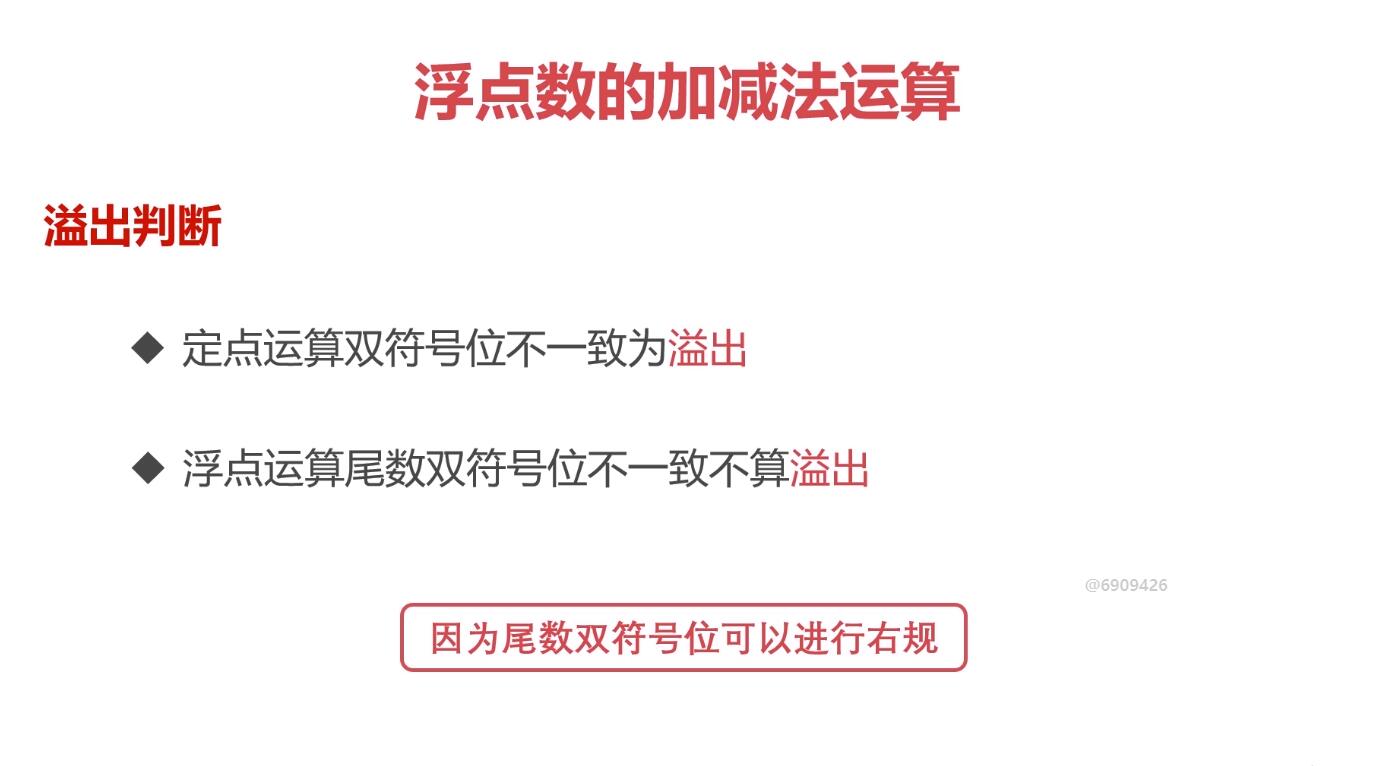 浮点数的加减法运算
溢出判断
◆ 定点运算双符号位不一致为溢出
◆ 浮点运算尾数双符号位不一致不算溢出
@6909426
因为尾数双符号位可以进行右规